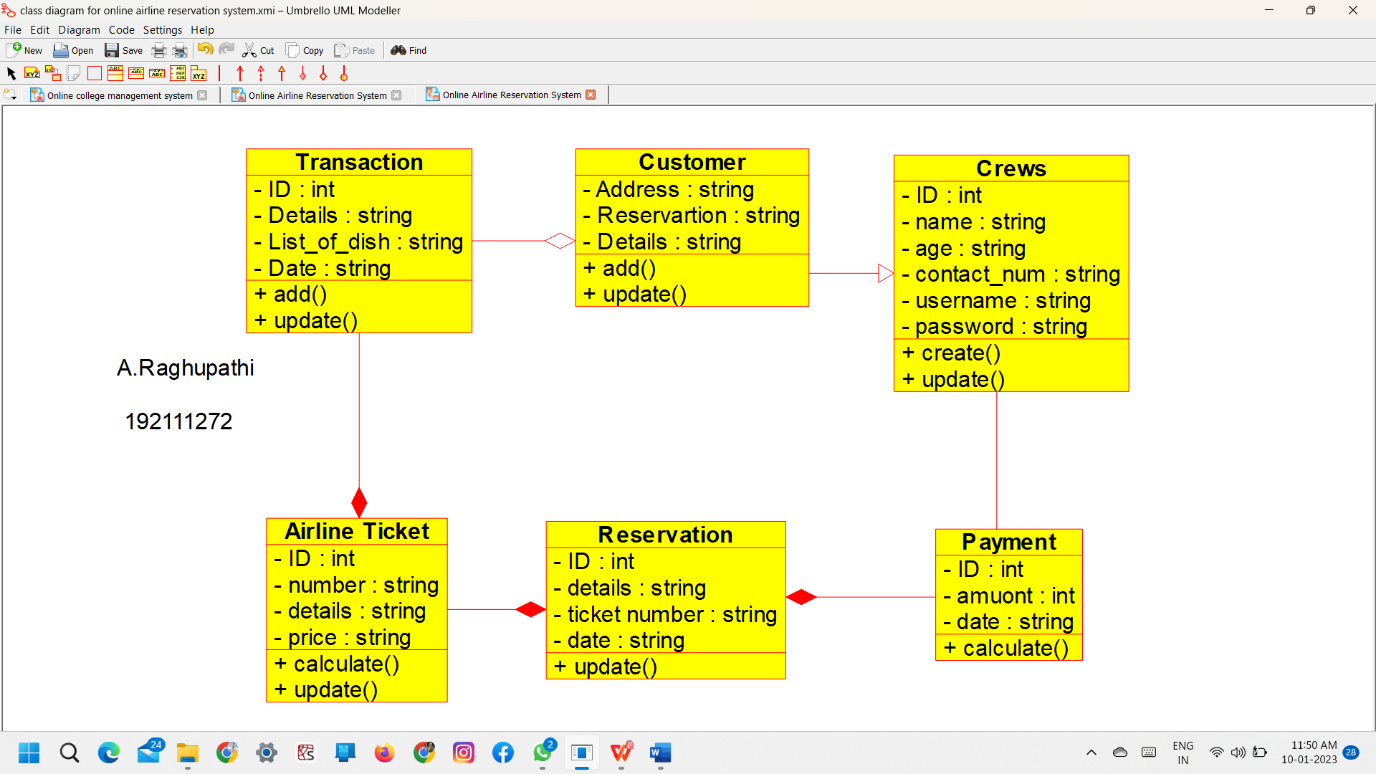 class diagram for online airline reservation system.xmi – Umbrello UML Modeller
File Edit Diagram Code Settings Help
New Open Save Cut Copy Paste Find
Online college management system Online Airline Reservation System Online Airline Reservation System
Transaction
- ID : int
- Details : string
- List_of_dish : string
- Date : string
+ add()
+ update()
Customer
- Address : string
- Reservartion : string
- Details : string
+ add()
+ update()
Crews
- ID : int
- name : string
- age : string
- contact_num : string
- username : string
- password : string
+ create()
+ update()
A.Raghupathi
192111272
Airline Ticket
- ID : int
- number : string
- details : string
- price : string
+ calculate()
+ update()
Reservation
- ID : int
- details : string
- ticket number : string
- date : string
+ update()
Payment
- ID : int
- amuont : int
- date : string
+ calculate()
24
2
ENG
IN
11:50 AM
10-01-2023
28